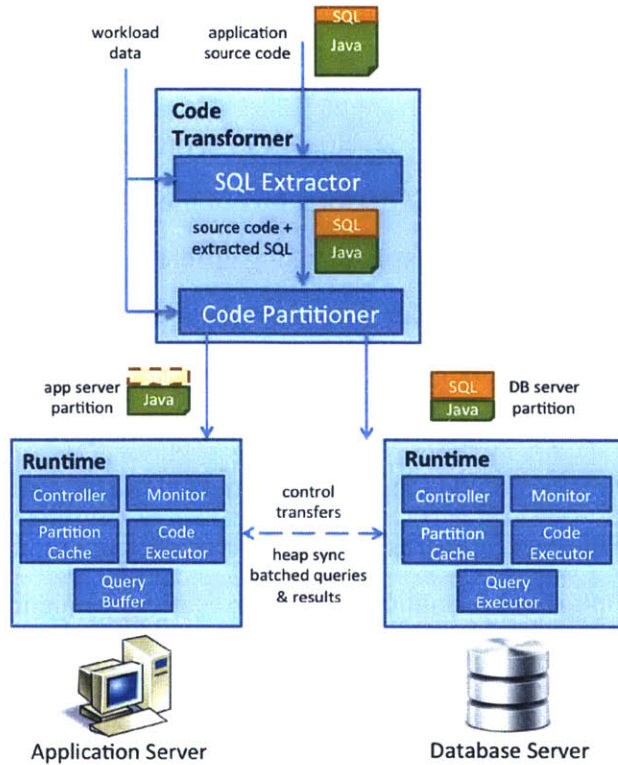 workload
data
application
source code
SQL
Java
Code
Transformer
SQL Extractor
source code +
extracted SQL
SQL
Java
Code Partitioner
app server
partition
Java
SQL
Java
DB server
partition
Runtime
Controller
Monitor
Partition
Cache
Code
Executor
Query
Buffer
control
transfers
heap sync
batched queries
& results
Runtime
Controller
Monitor
Partition
Cache
Code
Executor
Query
Executor
Application Server
Database Server